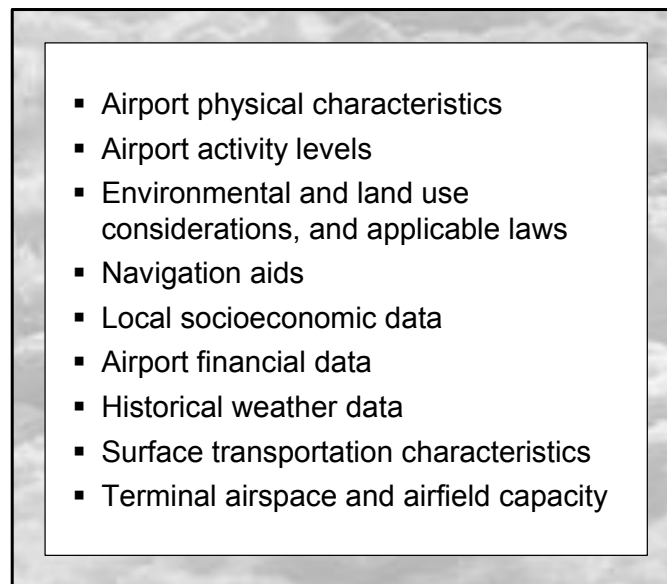 ▪ Airport physical characteristics
▪ Airport activity levels
▪ Environmental and land use
considerations, and applicable laws
▪ Navigation aids
▪ Local socioeconomic data
▪ Airport financial data
▪ Historical weather data
▪ Surface transportation characteristics
▪ Terminal airspace and airfield capacity